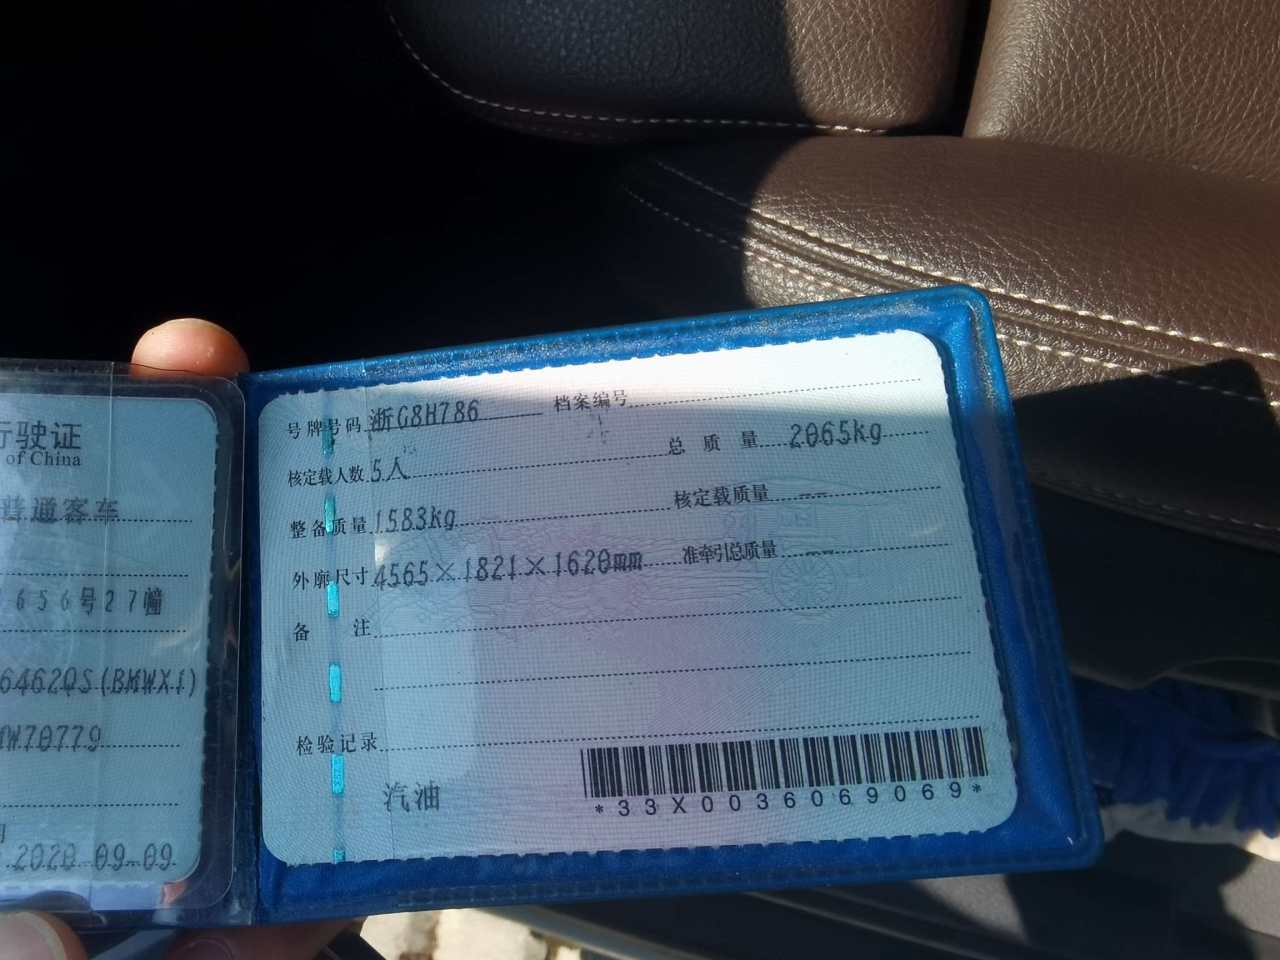 行驶证
of China
普通客车
656号27幢
6462QS(BMWX1)
W70779
2020-09-09
号牌号码 浙G8H786 档案编号
核定载人数 5人 总质量 2065kg
整备质量 1583kg 核定载质量 --
外廓尺寸 4565×1821×1620mm 准牵引总质量 --
备注
检验记录
汽油
*33X0036069069*